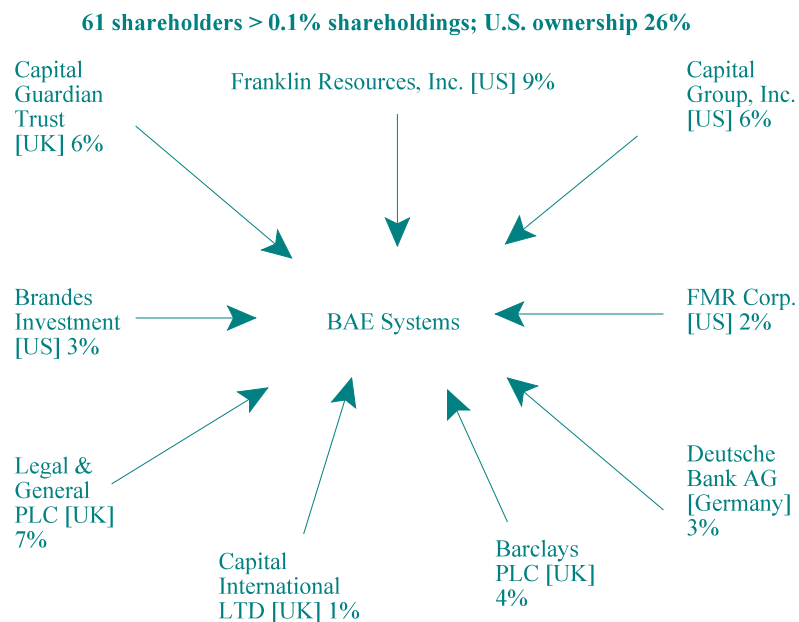 61 shareholders > 0.1% shareholdings; U.S. ownership 26%
Capital
Guardian
Trust
[UK] 6%
Franklin Resources, Inc. [US] 9%
Capital
Group, Inc.
[US] 6%
Brandes
Investment
[US] 3%
BAE Systems
FMR Corp.
[US] 2%
Legal &
General
PLC [UK]
7%
Capital
International
LTD [UK] 1%
Barclays
PLC [UK]
4%
Deutsche
Bank AG
[Germany]
3%